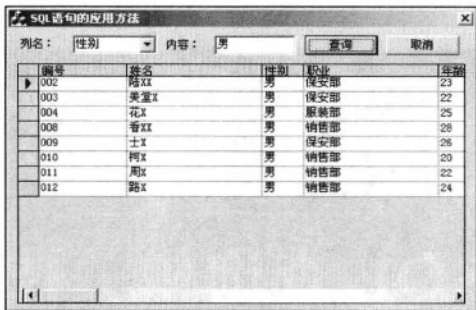 SQL语句的应用方法
列名： 性别 内容： 男 查询 取消
编号 姓名 性别 职业 年龄
002 陆XX 男 保安部 23
003 美堂X 男 保安部 22
004 花X 男 服装部 25
008 香XX 男 销售部 28
009 士X 男 保安部 26
010 柯X 男 销售部 20
011 周X 男 销售部 22
012 路X 男 销售部 24